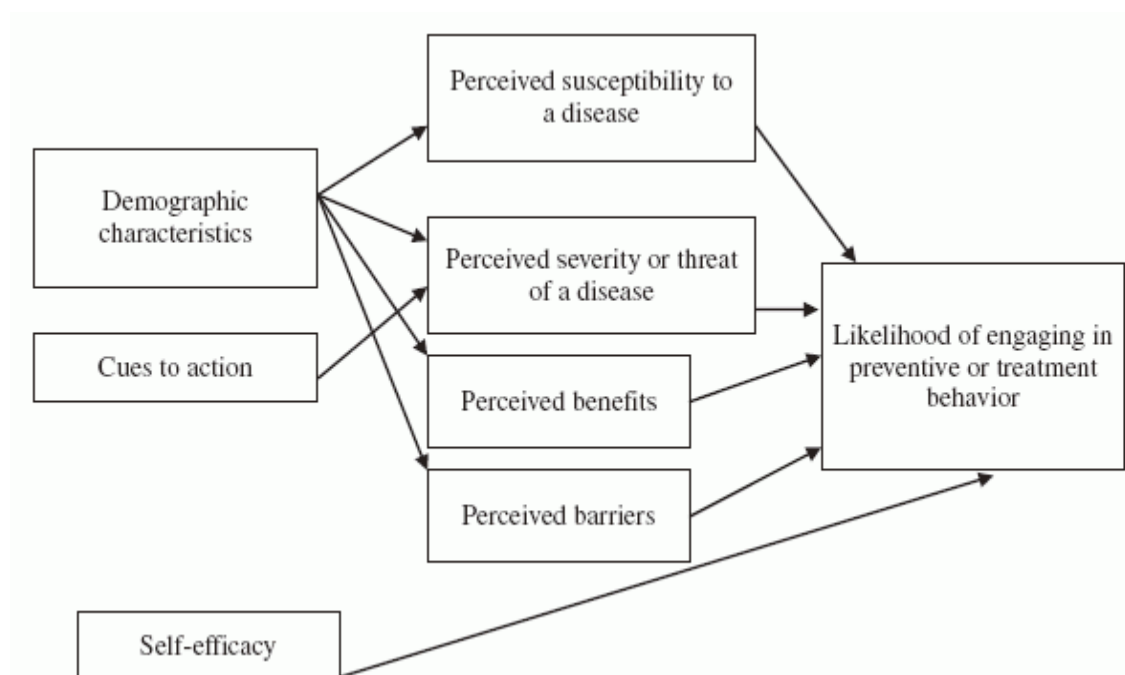 Perceived susceptibility to
a disease
Demographic
characteristics
Perceived severity or threat
of a disease
Cues to action
Perceived benefits
Perceived barriers
Likelihood of engaging in
preventive or treatment
behavior
Self-efficacy